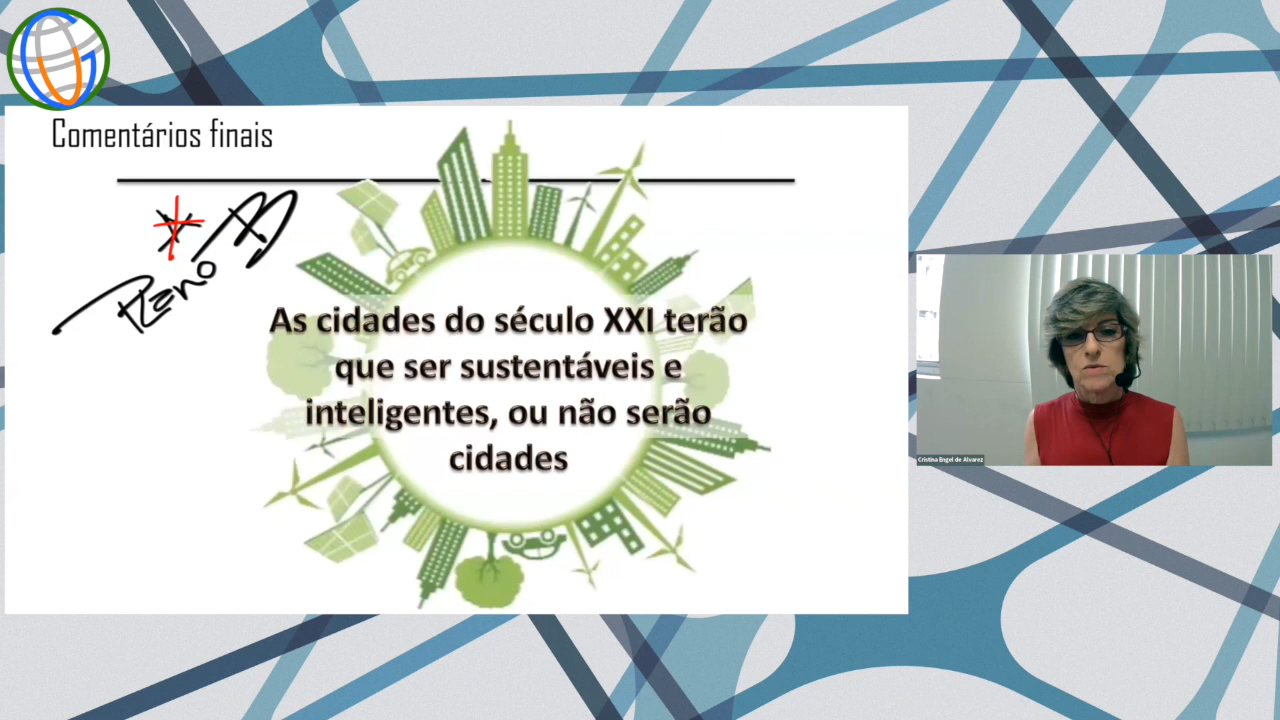 Comentários finais
Plano B
As cidades do século XXI terão
que ser sustentáveis e
inteligentes, ou não serão
cidades
Cristina Engel de Alvarez